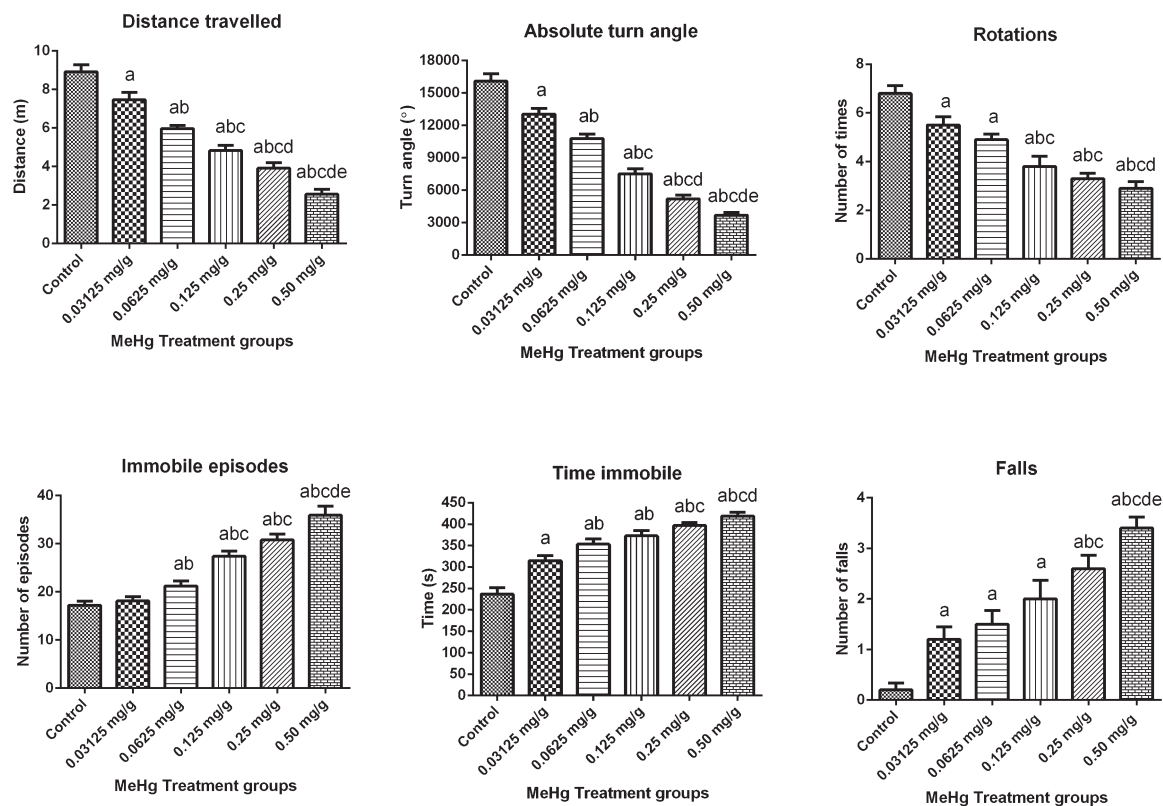 Distance travelled
Distance (m)
10
8
6
4
2
0
a
ab
abc
abcd
abcde
Control
0.03125 mg/g
0.0625 mg/g
0.125 mg/g
0.25 mg/g
0.50 mg/g
MeHg Treatment groups
Absolute turn angle
Turn angle (°)
18000
15000
12000
9000
6000
3000
0
a
ab
abc
abcd
abcde
Control
0.03125 mg/g
0.0625 mg/g
0.125 mg/g
0.25 mg/g
0.50 mg/g
MeHg Treatment groups
Rotations
Number of times
8
6
4
2
0
a
a
abc
abc
abcd
Control
0.03125 mg/g
0.0625 mg/g
0.125 mg/g
0.25 mg/g
0.50 mg/g
MeHg Treatment groups
Immobile episodes
Number of episodes
40
30
20
10
0
ab
abc
abc
abcde
Control
0.03125 mg/g
0.0625 mg/g
0.125 mg/g
0.25 mg/g
0.50 mg/g
MeHg Treatment groups
Time immobile
Time (s)
450
400
350
300
250
200
150
100
50
0
a
ab
ab
abc
abcd
Control
0.03125 mg/g
0.0625 mg/g
0.125 mg/g
0.25 mg/g
0.50 mg/g
MeHg Treatment groups
Falls
Number of falls
4
3
2
1
0
a
a
a
abc
abcde
Control
0.03125 mg/g
0.0625 mg/g
0.125 mg/g
0.25 mg/g
0.50 mg/g
MeHg Treatment groups